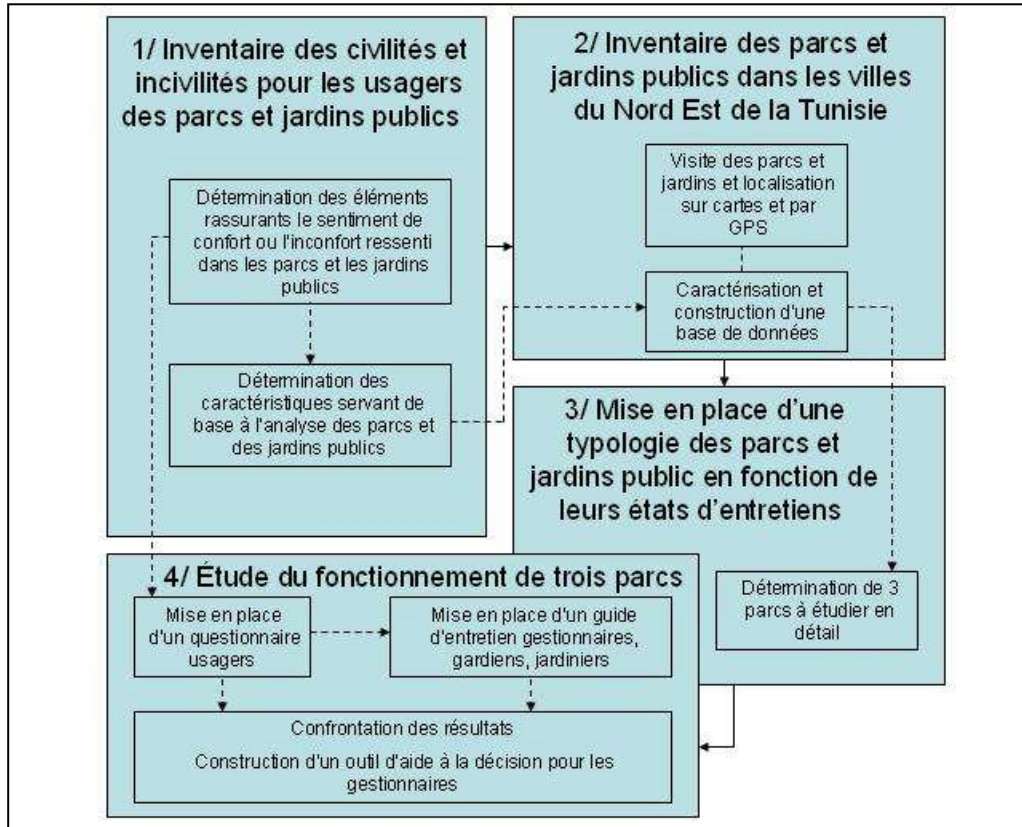 1/ Inventaire des civilités et
incivilités pour les usagers
des parcs et jardins publics
Détermination des éléments
rassurants le sentiment de
confort ou l'inconfort ressenti
dans les parcs et les jardins
publics
Détermination des
caractéristiques servant de
base à l'analyse des parcs et
des jardins publics
2/ Inventaire des parcs et
jardins publics dans les villes
du Nord Est de la Tunisie
Visite des parcs et
jardins et localisation
sur cartes et par
GPS
Caractérisation et
construction d'une
base de données
3/ Mise en place d'une
typologie des parcs et
jardins public en fonction de
leurs états d'entretiens
Détermination de 3
parcs à étudier en
détail
4/ Étude du fonctionnement de trois parcs
Mise en place
d'un questionnaire
usagers
Mise en place d'un guide
d'entretien gestionnaires,
gardiens, jardiniers
Confrontation des résultats
Construction d'un outil d'aide à la décision pour les
gestionnaires